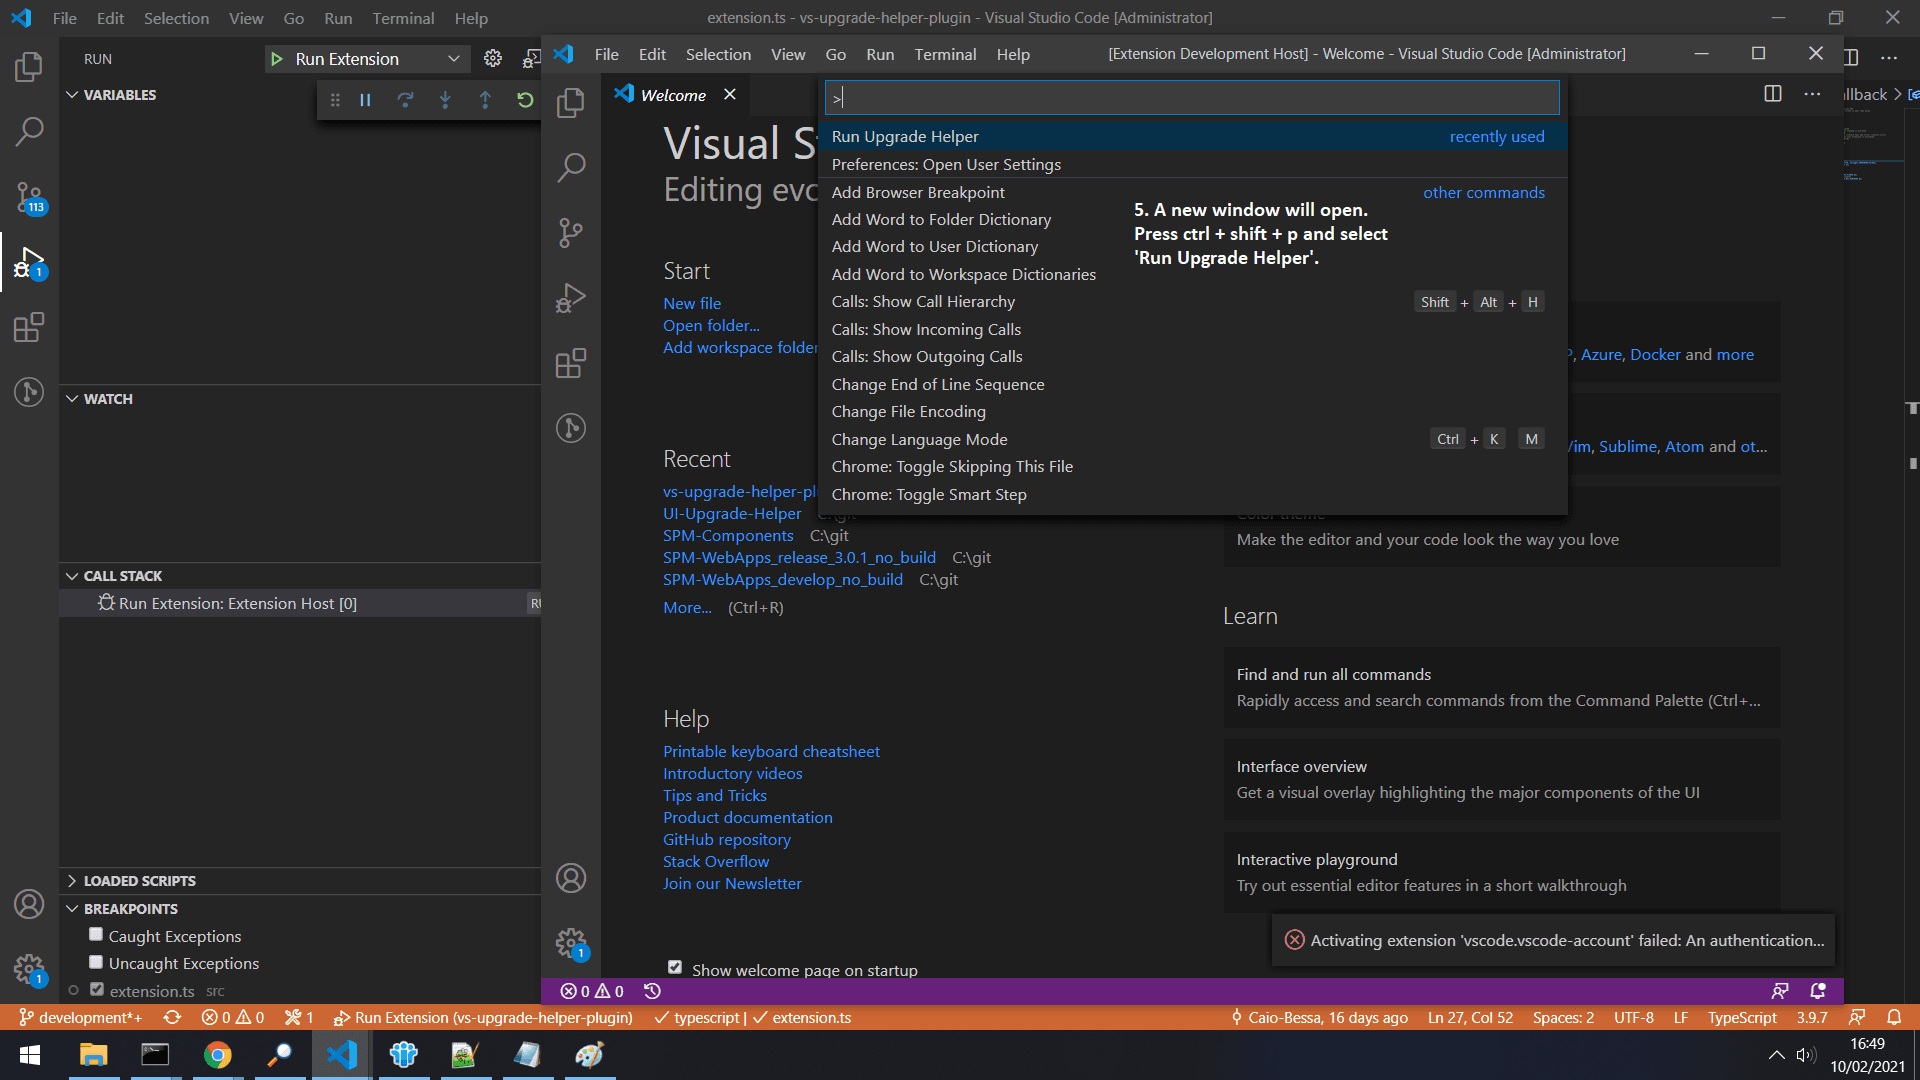 File Edit Selection View Go Run Terminal Help
extension.ts - vs-upgrade-helper-plugin - Visual Studio Code [Administrator]
RUN
Run Extension
VARIABLES
113
1
WATCH
CALL STACK
Run Extension: Extension Host [0]
LOADED SCRIPTS
BREAKPOINTS
Caught Exceptions
Uncaught Exceptions
extension.ts src
1
File Edit Selection View Go Run Terminal Help
[Extension Development Host] - Welcome - Visual Studio Code [Administrator]
Welcome
>
Run Upgrade Helper recently used
Preferences: Open User Settings
Add Browser Breakpoint other commands
Add Word to Folder Dictionary
Add Word to User Dictionary
Add Word to Workspace Dictionaries
Calls: Show Call Hierarchy Shift + Alt + H
Calls: Show Incoming Calls
Calls: Show Outgoing Calls
Change End of Line Sequence
Change File Encoding
Change Language Mode Ctrl + K M
Chrome: Toggle Skipping This File
Chrome: Toggle Smart Step
5. A new window will open.
Press ctrl + shift + p and select
'Run Upgrade Helper'.
Visual S
Editing evo
Start
New file
Open folder...
Add workspace folder
Recent
vs-upgrade-helper-pl
UI-Upgrade-Helper C:\git
SPM-Components C:\git
SPM-WebApps_release_3.0.1_no_build C:\git
SPM-WebApps_develop_no_build C:\git
More... (Ctrl+R)
Help
Printable keyboard cheatsheet
Introductory videos
Tips and Tricks
Product documentation
GitHub repository
Stack Overflow
Join our Newsletter
Show welcome page on startup
, Azure, Docker and more
/im, Sublime, Atom and ot...
Color theme
Make the editor and your code look the way you love
Learn
Find and run all commands
Rapidly access and search commands from the Command Palette (Ctrl+...
Interface overview
Get a visual overlay highlighting the major components of the UI
Interactive playground
Try out essential editor features in a short walkthrough
Activating extension 'vscode.vscode-account' failed: An authentication...
1
0 0
llback
development*+ 0 0 1 Run Extension (vs-upgrade-helper-plugin) typescript | extension.ts
Caio-Bessa, 16 days ago Ln 27, Col 52 Spaces: 2 UTF-8 LF TypeScript 3.9.7
16:49
10/02/2021